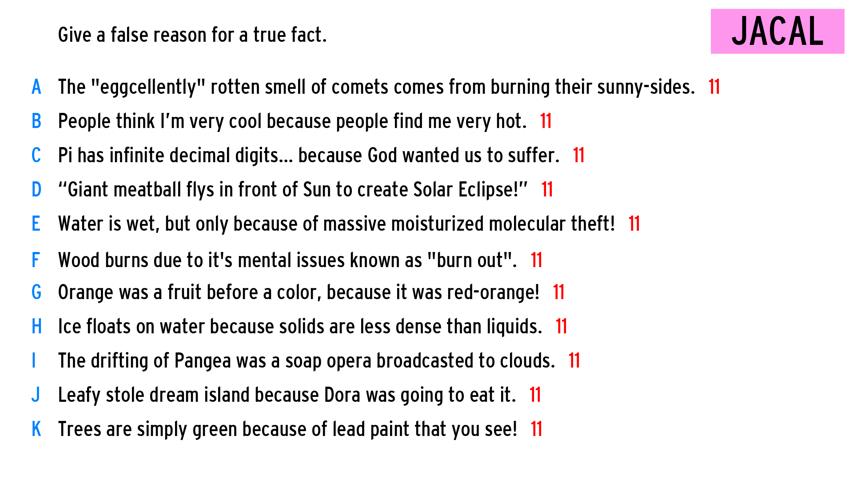 Give a false reason for a true fact.
JACAL
A The "eggcellently" rotten smell of comets comes from burning their sunny-sides. 11
B People think I'm very cool because people find me very hot. 11
C Pi has infinite decimal digits... because God wanted us to suffer. 11
D “Giant meatball flys in front of Sun to create Solar Eclipse!” 11
E Water is wet, but only because of massive moisturized molecular theft! 11
F Wood burns due to it's mental issues known as "burn out". 11
G Orange was a fruit before a color, because it was red-orange! 11
H Ice floats on water because solids are less dense than liquids. 11
I The drifting of Pangea was a soap opera broadcasted to clouds. 11
J Leafy stole dream island because Dora was going to eat it. 11
K Trees are simply green because of lead paint that you see! 11